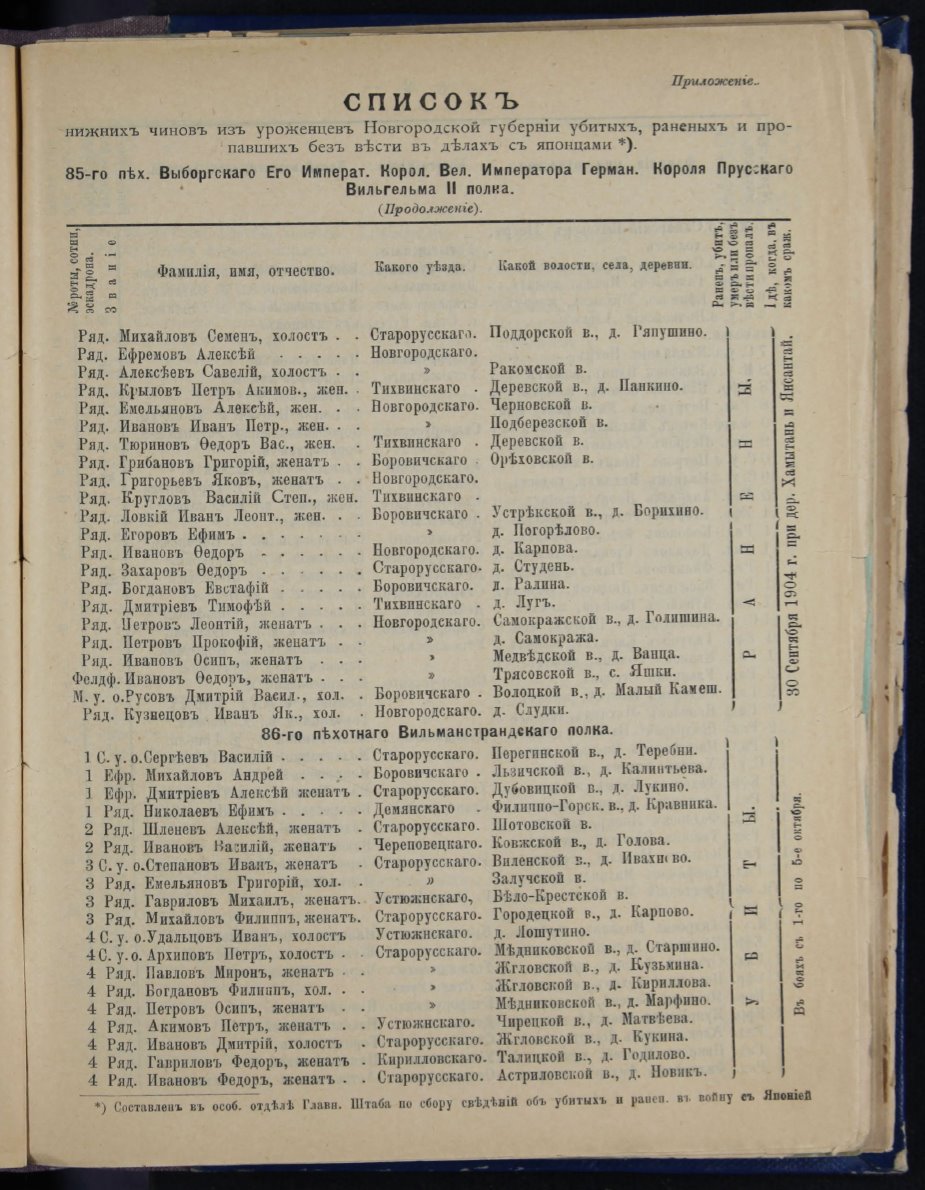 Приложеніе.
СПИСОКЪ
нижнихъ чиновъ изъ уроженцевъ Новгородской губерніи убитыхъ, раненыхъ и про-
павшихъ безъ вѣсти въ дѣлахъ съ японцами *).
85-го пѣх. Выборгскаго Его Императ. Корол. Вел. Императора Герман. Короля Прусскаго
Вильгельма II полка.
(Продолженіе).
№ роты, сотни, эскадрона.
Званіе
Фамилія, имя, отчество.
Какого уѣзда.
Какой волости, села, деревни.
Раненъ, убитъ, умеръ или безъ вѣсти пропалъ.
Гдѣ, когда, въ какомъ сраж.
Ряд. Михайловъ Семенъ, холостъ . . Старорусскаго. Поддорской в., д. Ряпушино.
Ряд. Ефремовъ Алексѣй . . . . . Новгородскаго.
Ряд. Алексѣевъ Савелій, холостъ . . » Ракомской в.
Ряд. Крыловъ Петръ Акимов., жен. . Тихвинскаго . Деревской в., д. Панкино.
Ряд. Емельяновъ Алексѣй, жен. . . Новгородскаго. Черновской в.
Ряд. Ивановъ Иванъ Петр., жен. . . » Подберезской в.
Ряд. Тюриновъ Ѳедоръ Вас., жен. . Тихвинскаго . Деревской в.
Ряд. Грибановъ Григорій, женатъ . . Боровичскаго . Орѣховской в.
Ряд. Григорьевъ Яковъ, женатъ . . Новгородскаго.
Ряд. Кругловъ Василій Степ., жен. Тихвинскаго .
Ряд. Ловкій Иванъ Леонт., жен. . . Боровичскаго . Устрѣкской в., д. Борихино.
Ряд. Егоровъ Ефимъ . . . . . . . » д. Погорѣлово.
Ряд. Ивановъ Ѳедоръ . . . . . . Новгородскаго. д. Карпова.
Ряд. Захаровъ Ѳедоръ . . . . . . Старорусскаго. д. Студень.
Ряд. Богдановъ Евстафій . . . . . Боровичскаго. д. Ралина.
Ряд. Дмитріевъ Тимофѣй . . . . . Тихвинскаго . д. Лугъ.
Ряд. Петровъ Леонтій, женатъ . . . Новгородскаго. Самокражской в., д. Голишина.
Ряд. Петровъ Прокофій, женатъ . . » д. Самокража.
Ряд. Ивановъ Осипъ, женатъ . . . » Медвѣдской в., д. Ванца.
Фелдф. Ивановъ Ѳедоръ, женатъ . . . » Трясовской в., с. Яшки.
М. у. о. Русовъ Дмитрій Васил., хол. . Боровичскаго . Волоцкой в., д. Малый Камеш.
Ряд. Кузнецовъ Иванъ Як., хол. . Новгородскаго. д. Слудки.
РАНЕНЫ.
30 Сентября 1904 г. при дер. Хамытань и Янсантай.
86-го пѣхотнаго Вильманстрандскаго полка.
1 С. у. о. Сергѣевъ Василій . . . . . Старорусскаго. Перегинской в., д. Теребни.
1 Ефр. Михайловъ Андрей . . . . Боровичскаго . Льзичской в., д. Калинтьева.
1 Ефр. Дмитріевъ Алексѣй женатъ . Старорусскаго. Дубовицкой в., д. Лукино.
1 Ряд. Николаевъ Ефимъ . . . . . Демянскаго . Филиппо-Горск. в., д. Кравника.
2 Ряд. Шленевъ Алексѣй, женатъ . Старорусскаго. Шотовской в.
2 Ряд. Ивановъ Василій, женатъ . Череповецкаго. Ковжской в., д. Голова.
3 С. у. о. Степановъ Иванъ, женатъ . Старорусскаго. Виленской в., д. Ивахново.
3 Ряд. Емельяновъ Григорій, хол. . » Залучской в.
3 Ряд. Гавриловъ Михаилъ, женатъ. Устюжнскаго, Бѣло-Крестской в.
3 Ряд. Михайловъ Филиппъ, женатъ. Старорусскаго. Городецкой в., д. Карпово.
4 С. у. о. Удальцовъ Иванъ, холостъ Устюжнскаго. д. Лошутино.
4 С. у. о. Архиповъ Петръ, холостъ . . Старорусскаго. Мѣдниковской в., д. Старшино.
4 Ряд. Павловъ Миронъ, женатъ . . » Жгловской в., д. Кузьмина.
4 Ряд. Богдановъ Филиппъ, хол. . . » Жгловской в., д. Кириллова.
4 Ряд. Петровъ Осипъ, женатъ . . » Мѣдниковской в., д. Марфино.
4 Ряд. Акимовъ Петръ, женатъ . . Устюжнскаго. Чирецкой в., д. Матвѣева.
4 Ряд. Ивановъ Дмитрій, холостъ . Старорусскаго. Жгловской в., д. Кукина.
4 Ряд. Гавриловъ Федоръ, женатъ . Кирилловскаго. Талицкой в., д. Годилово.
4 Ряд. Ивановъ Федоръ, женатъ . . Старорусскаго. Астриловской в., д. Новикъ.
УБИТЫ.
Въ бояхъ съ 1-го по 5-е октября.
*) Составленъ въ особ. отдѣлѣ Главн. Штаба по сбору свѣдѣній объ убитыхъ и ранен. въ войну съ Японіей